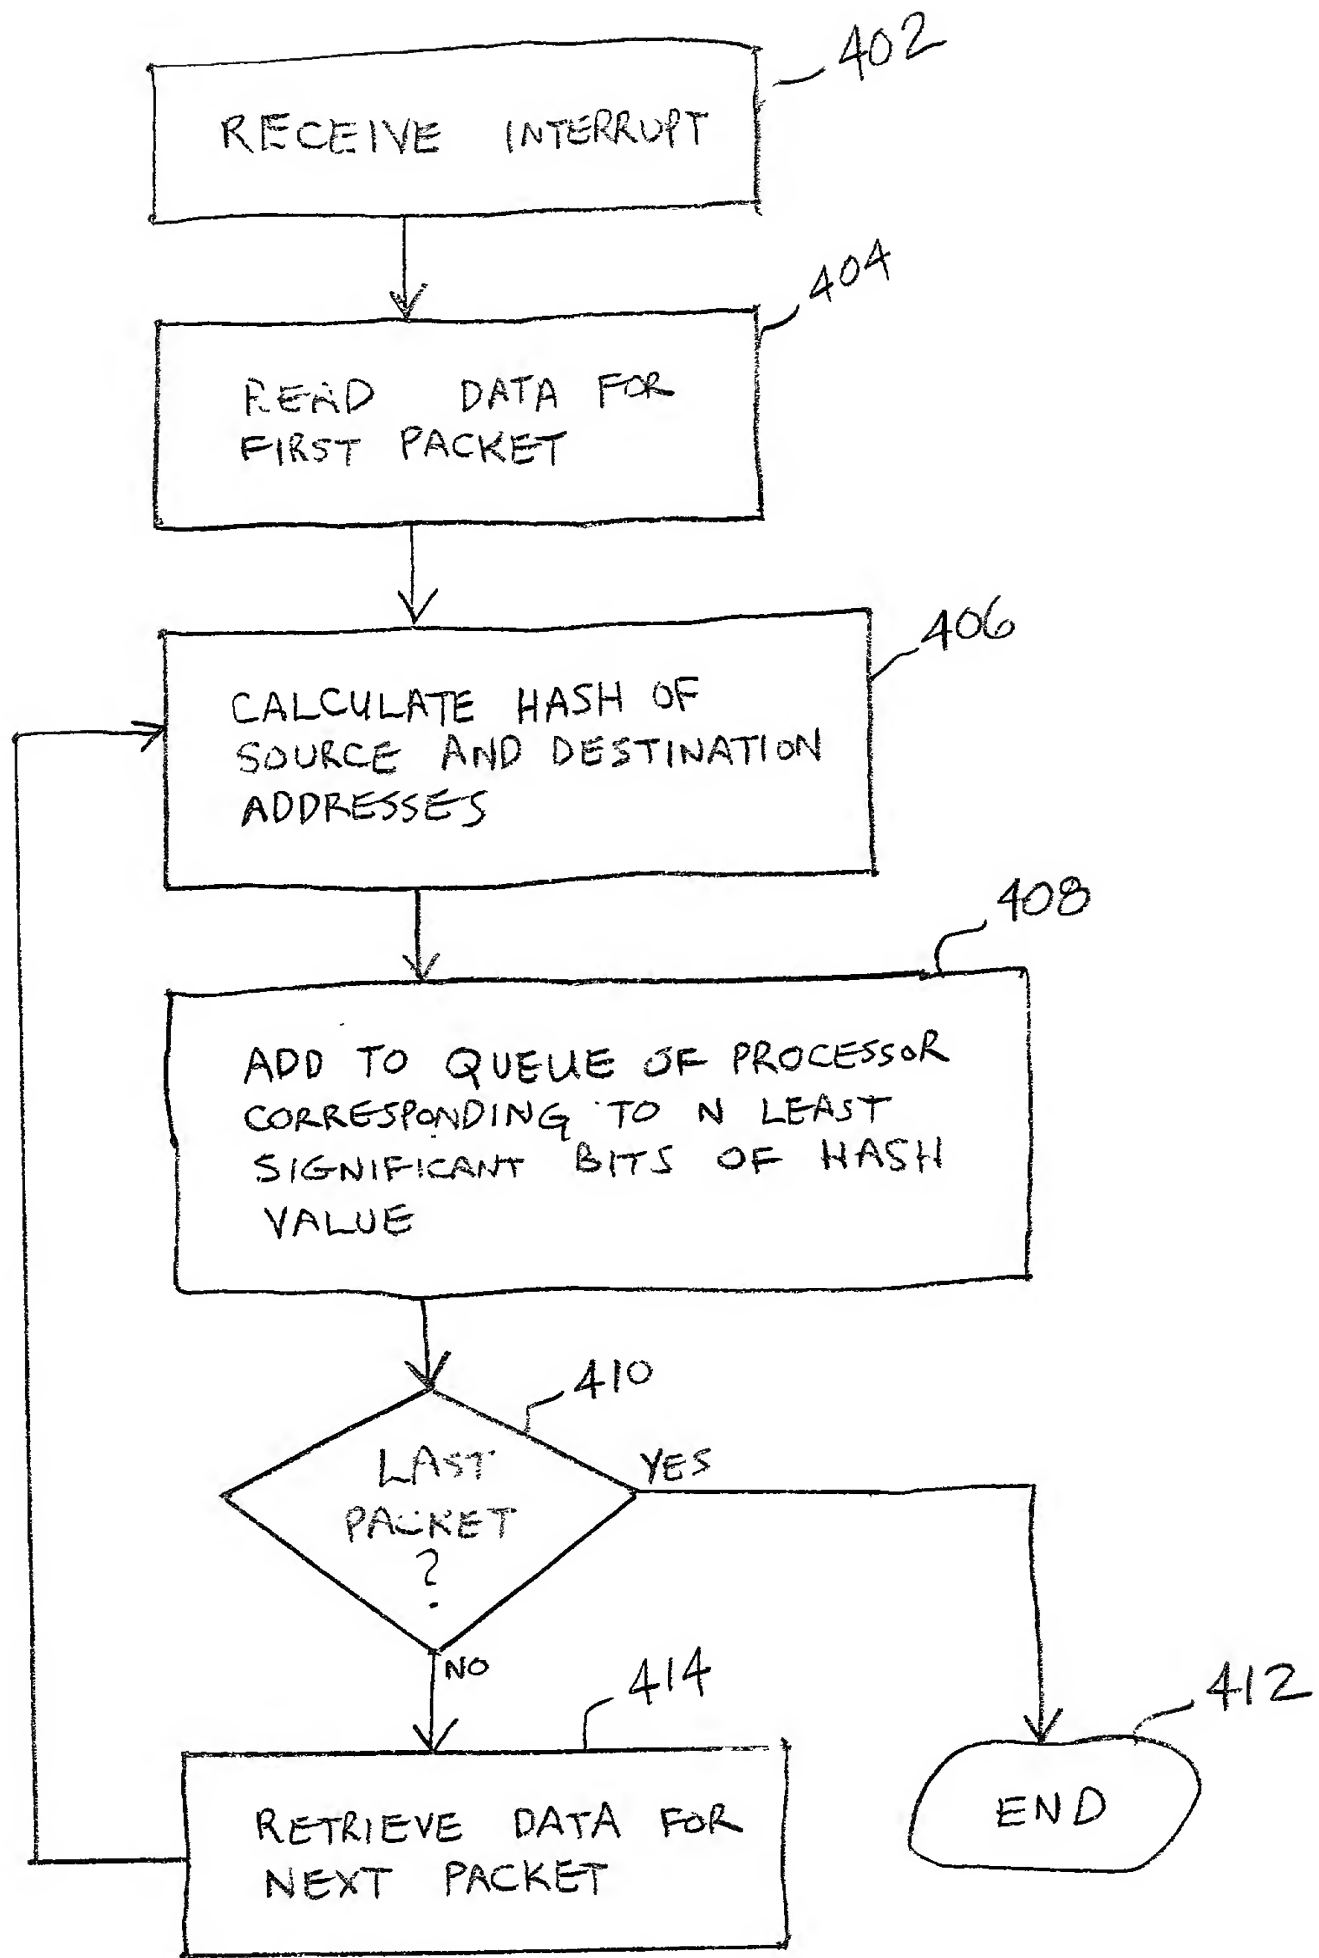 402
RECEIVE INTERRUPT
404
READ DATA FOR
FIRST PACKET
406
CALCULATE HASH OF
SOURCE AND DESTINATION
ADDRESSES
408
ADD TO QUEUE OF PROCESSOR
CORRESPONDING TO N LEAST
SIGNIFICANT BITS OF HASH
VALUE
410
LAST
PACKET
?
YES
NO
414
412
RETRIEVE DATA FOR
NEXT PACKET
END